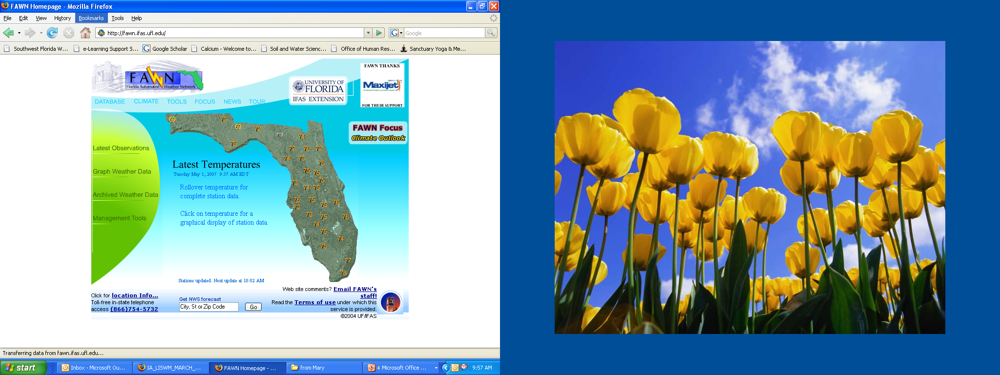 FAWN Homepage - Mozilla Firefox
File Edit View History Bookmarks Tools Help
http://fawn.ifas.ufl.edu/
Google
Southwest Florida W... e-Learning Support S... Google Scholar Calcium - Welcome to... Soil and Water Scienc... Office of Human Res... Sanctuary Yoga & Me...
FAWN
Florida Automated Weather Network
UNIVERSITY OF
FLORIDA
IFAS EXTENSION
FAWN THANKS
Maxijet
FOR THEIR SUPPORT
DATABASE CLIMATE TOOLS FOCUS NEWS TOUR
FAWN Focus
Climate Outlook
69 73
69 72
na 74
75
72 76 72
74 73
75
75 75
75
73 74 75
76 75 76
73 75
73 75 76
74
75
74
75
77
78
Latest Observations
Graph Weather Data
Archived Weather Data
Management Tools
Latest Temperatures
Tuesday May 1, 2007 9:57 AM EDT
Rollover temperature for
complete station data.
Click on temperature for a
graphical display of station data.
Stations updated. Next update at 10:02 AM
Click for location Info...
Toll-free in-state telephone
access (866)754-5732
Get NWS forecast
City, St or Zip Code Go
Web site comments? Email FAWN's
staff!
Read the Terms of use under which this
service is provided.
©2004 UF/IFAS
Transferring data from fawn.ifas.ufl.edu...
start Inbox - Microsoft Ou... IA_LISWM_MARCH_... FAWN Homepage - ... from Mary 4 Microsoft Office ... 9:57 AM